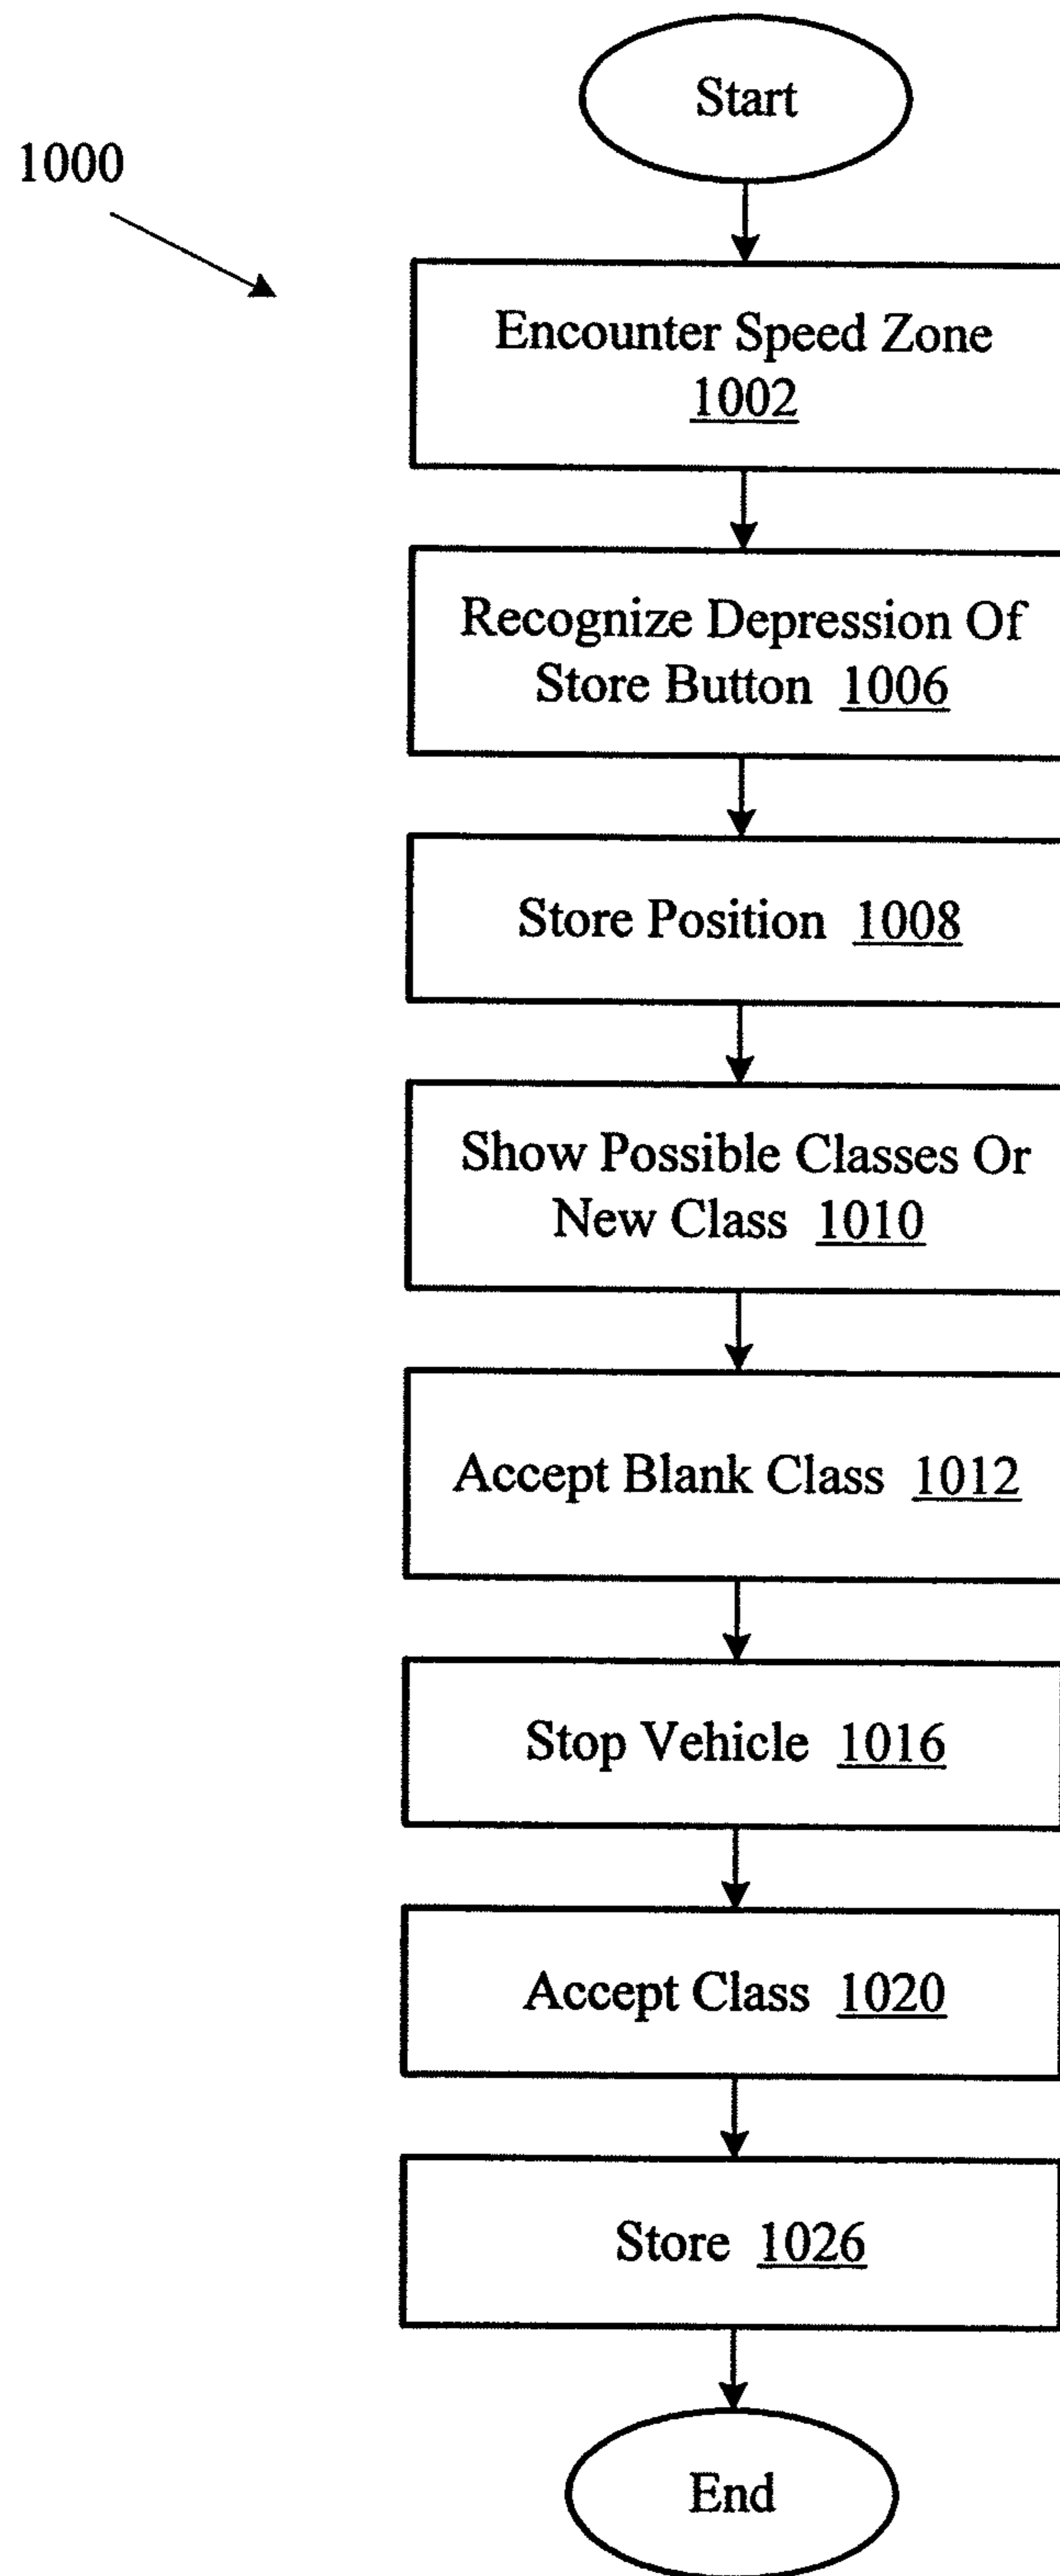 Start
1000
Encounter Speed Zone
1002
Recognize Depression Of
Store Button 1006
Store Position 1008
Show Possible Classes Or
New Class 1010
Accept Blank Class 1012
Stop Vehicle 1016
Accept Class 1020
Store 1026
End